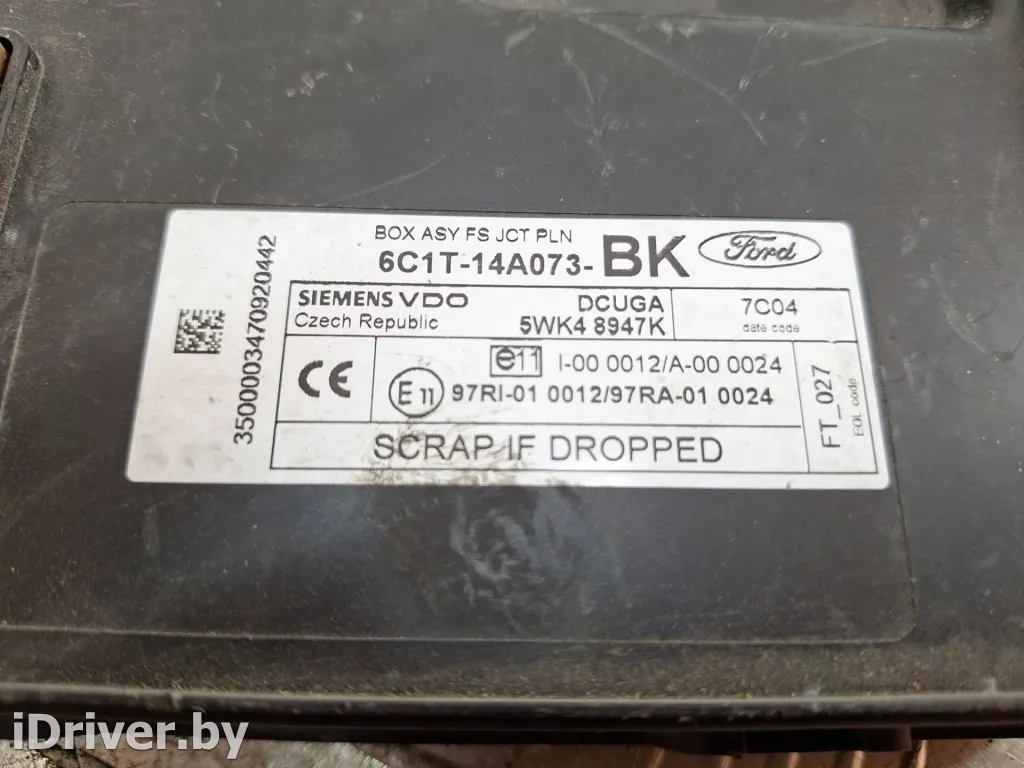 BOX ASY FS JCT PLN
6C1T-14A073-BK
Ford
SIEMENS VDO
Czech Republic
DCUGA
5WK4 8947K
7C04
date code
3500003470920442
CE
e11 I-00 0012/A-00 0024
E11 97RI-01 0012/97RA-01 0024
FT_027
EOL code
SCRAP IF DROPPED
iDriver.by